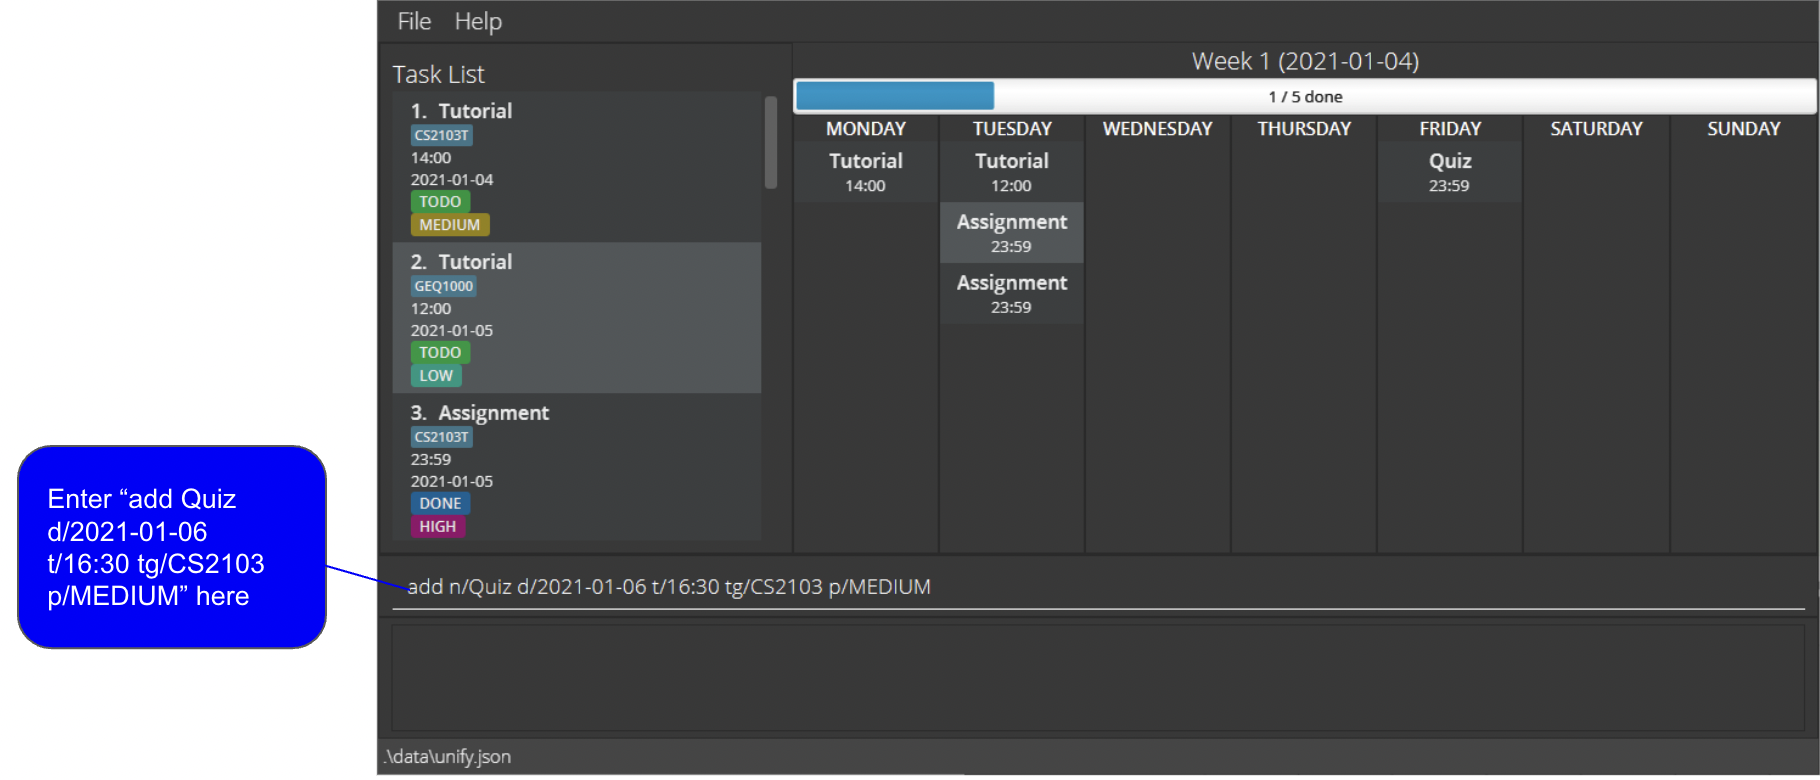 File Help
Task List
1. Tutorial
CS2103T
14:00
2021-01-04
TODO
MEDIUM
2. Tutorial
GEQ1000
12:00
2021-01-05
TODO
LOW
3. Assignment
CS2103T
23:59
2021-01-05
DONE
HIGH
Week 1 (2021-01-04)
1 / 5 done
MONDAY TUESDAY WEDNESDAY THURSDAY FRIDAY SATURDAY SUNDAY
Tutorial
14:00
Tutorial
12:00
Assignment
23:59
Assignment
23:59
Quiz
23:59
Enter “add Quiz
d/2021-01-06
t/16:30 tg/CS2103
p/MEDIUM” here
add n/Quiz d/2021-01-06 t/16:30 tg/CS2103 p/MEDIUM
.\data\unify.json